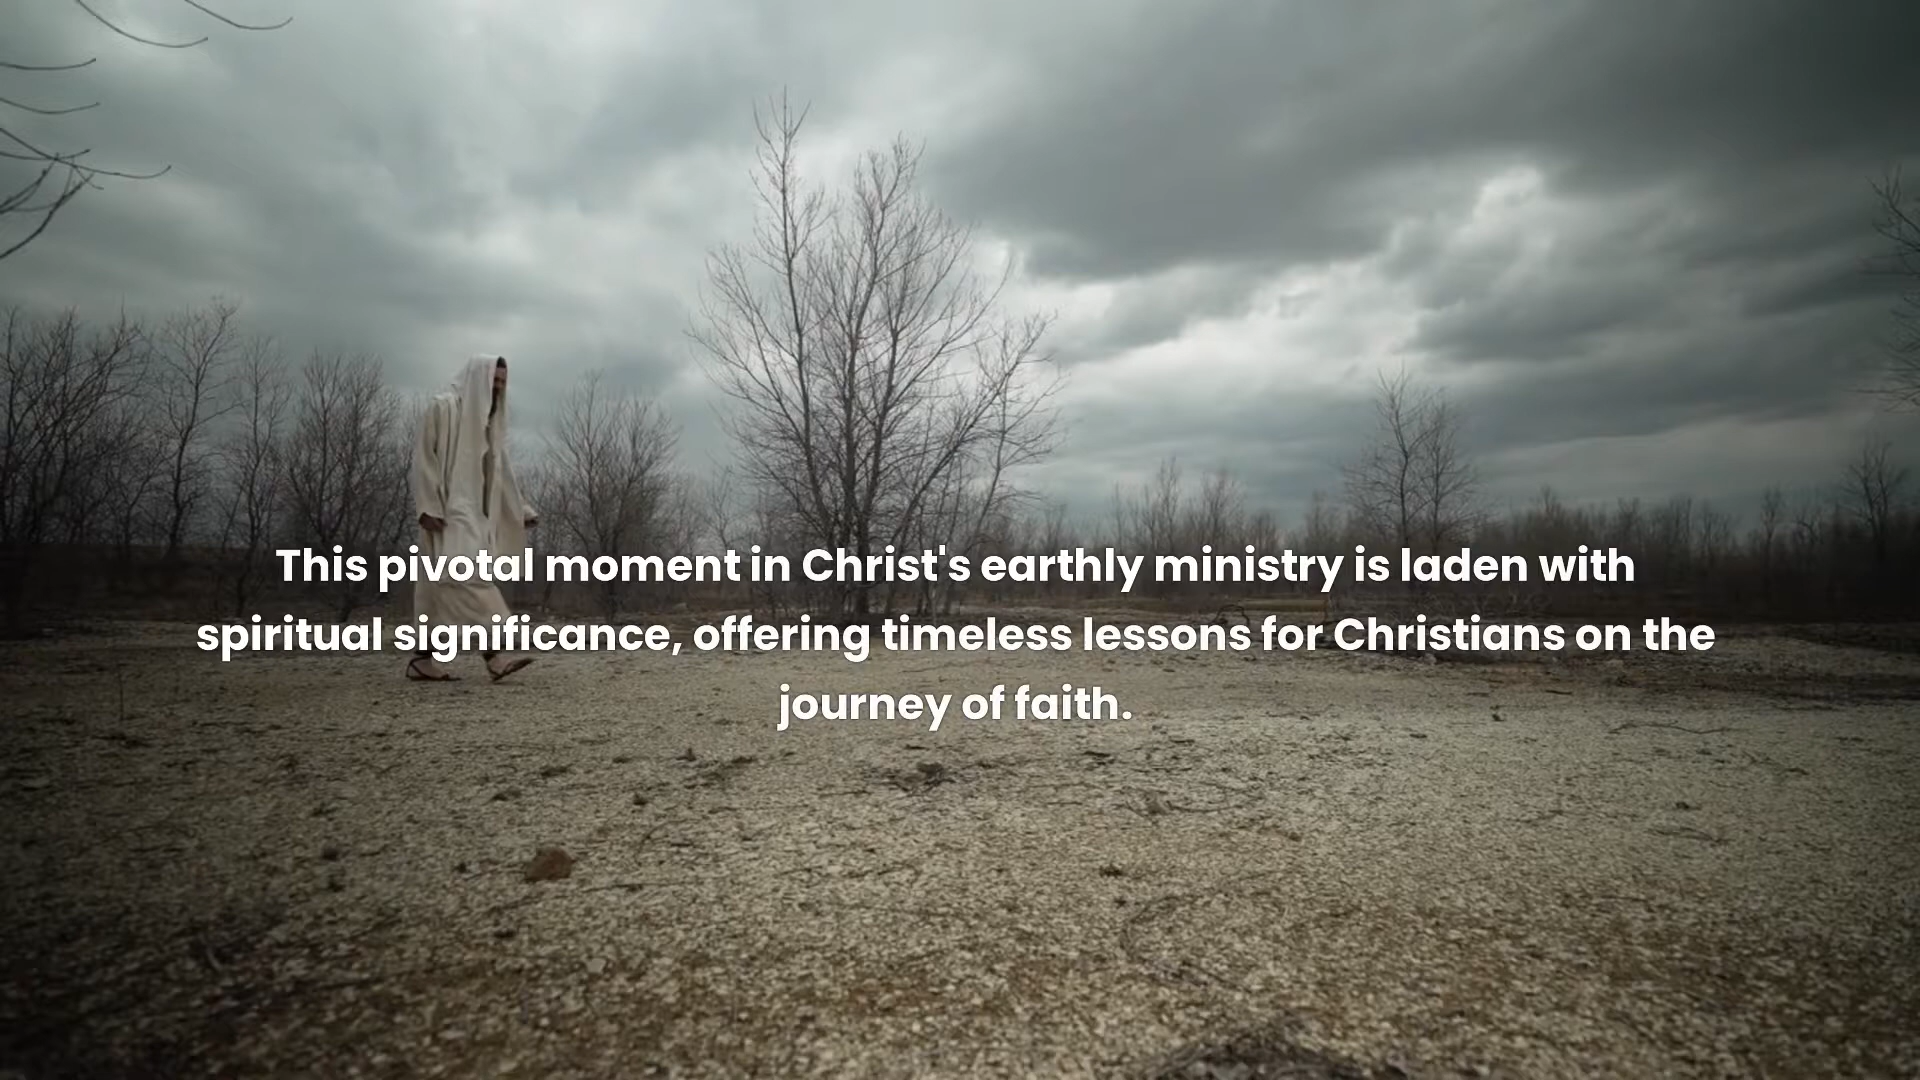 This pivotal moment in Christ's earthly ministry is laden with
spiritual significance, offering timeless lessons for Christians on the
journey of faith.